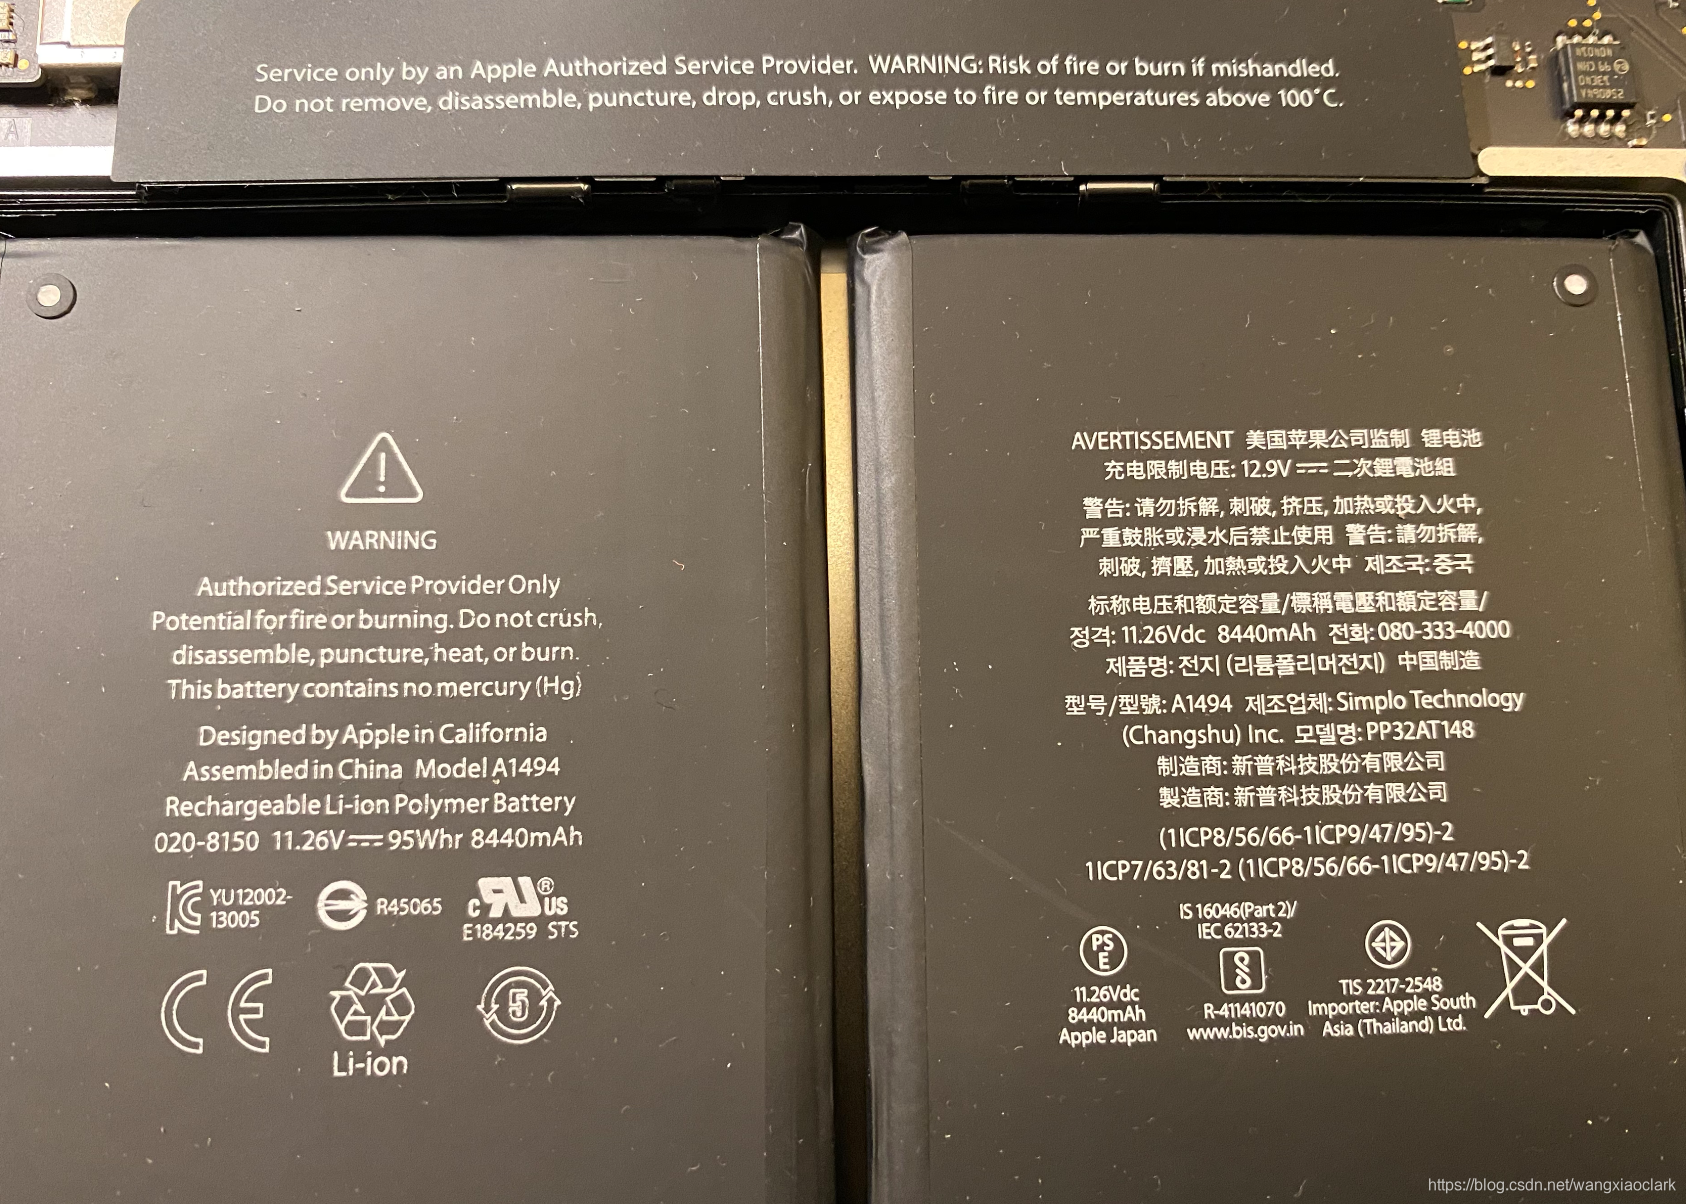 Service only by an Apple Authorized Service Provider. WARNING: Risk of fire or burn if mishandled.
Do not remove, disassemble, puncture, drop, crush, or expose to fire or temperatures above 100°C.
WARNING
Authorized Service Provider Only
Potential for fire or burning. Do not crush,
disassemble, puncture, heat, or burn.
This battery contains no mercury (Hg)
Designed by Apple in California
Assembled in China Model A1494
Rechargeable Li-ion Polymer Battery
020-8150 11.26V⎓95Whr 8440mAh
YU12002-
13005
R45065
c RU ® US
E184259 STS
CE
5
Li-ion
AVERTISSEMENT 美国苹果公司监制 锂电池
充电限制电压: 12.9V⎓二次鋰電池組
警告: 请勿拆解, 刺破, 挤压, 加热或投入火中,
严重鼓胀或浸水后禁止使用 警告: 請勿拆解,
刺破, 擠壓, 加熱或投入火中 제조국: 중국
标称电压和额定容量/標稱電壓和額定容量/
정격: 11.26Vdc 8440mAh 전화: 080-333-4000
제품명: 전지 (리튬폴리머전지) 中国制造
型号/型號: A1494 제조업체: Simplo Technology
(Changshu) Inc. 모델명: PP32AT148
制造商: 新普科技股份有限公司
製造商: 新普科技股份有限公司
(1ICP8/56/66-1ICP9/47/95)-2
1ICP7/63/81-2 (1ICP8/56/66-1ICP9/47/95)-2
PS
E
11.26Vdc
8440mAh
Apple Japan
IS 16046(Part 2)/
IEC 62133-2
R-41141070
www.bis.gov.in
TIS 2217-2548
Importer: Apple South
Asia (Thailand) Ltd.
https://blog.csdn.net/wangxiaoclark